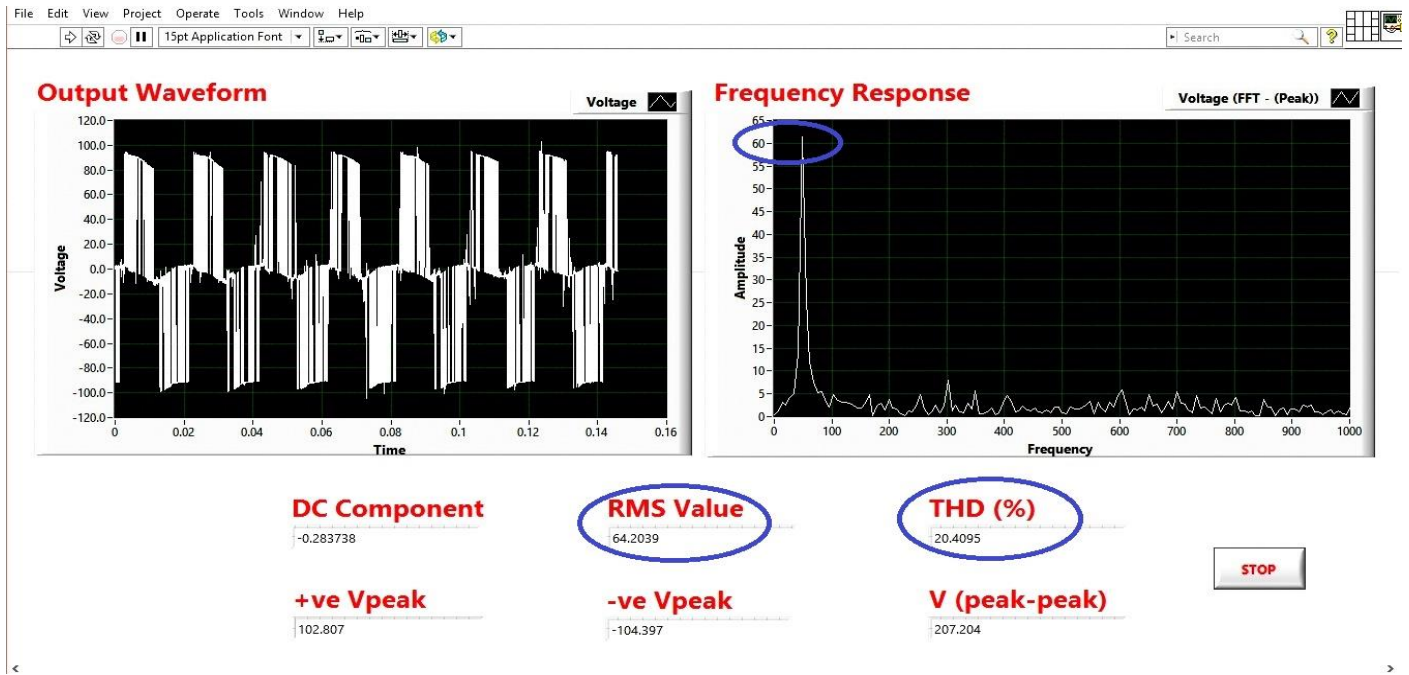 File Edit View Project Operate Tools Window Help
15pt Application Font
Search
?
Output Waveform
Voltage
120.0
100.0
80.0
60.0
40.0
20.0
0.0
-20.0
-40.0
-60.0
-80.0
-100.0
-120.0
Voltage
0 0.02 0.04 0.06 0.08 0.1 0.12 0.14 0.16
Time
Frequency Response
Voltage (FFT - (Peak))
65
60
55
50
45
40
35
30
25
20
15
10
5
0
Amplitude
0 100 200 300 400 500 600 700 800 900 1000
Frequency
DC Component
-0.283738
RMS Value
64.2039
THD (%)
20.4095
STOP
+ve Vpeak
102.807
-ve Vpeak
-104.397
V (peak-peak)
207.204